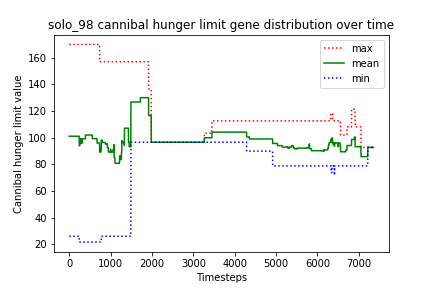 solo_98 cannibal hunger limit gene distribution over time
max
mean
min
Cannibal hunger limit value
160
140
120
100
80
60
40
20
0
1000
2000
3000
4000
5000
6000
7000
Timesteps